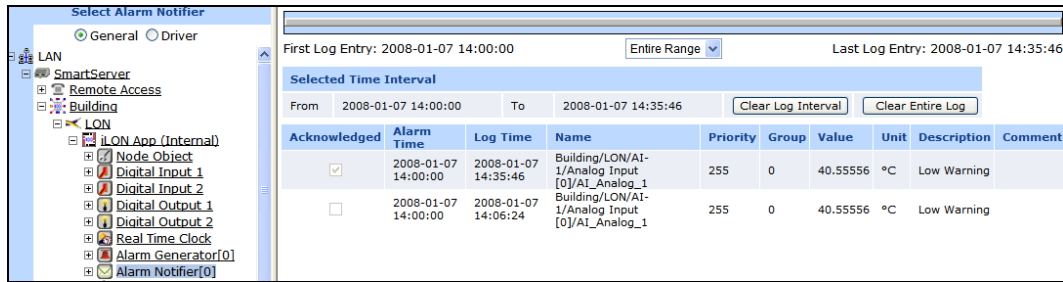 Select Alarm Notifier
General Driver
LAN
SmartServer
Remote Access
Building
LON
iLON App (Internal)
Node Object
Digital Input 1
Digital Input 2
Digital Output 1
Digital Output 2
Real Time Clock
Alarm Generator[0]
Alarm Notifier[0]
First Log Entry: 2008-01-07 14:00:00 Entire Range Last Log Entry: 2008-01-07 14:35:46
Selected Time Interval
From 2008-01-07 14:00:00 To 2008-01-07 14:35:46 Clear Log Interval Clear Entire Log
Acknowledged Alarm Time Log Time Name Priority Group Value Unit Description Comment
2008-01-07 14:00:00 2008-01-07 14:35:46 Building/LON/AI-1/Analog Input [0]/AI_Analog_1 255 0 40.55556 °C Low Warning
2008-01-07 14:00:00 2008-01-07 14:06:24 Building/LON/AI-1/Analog Input [0]/AI_Analog_1 255 0 40.55556 °C Low Warning